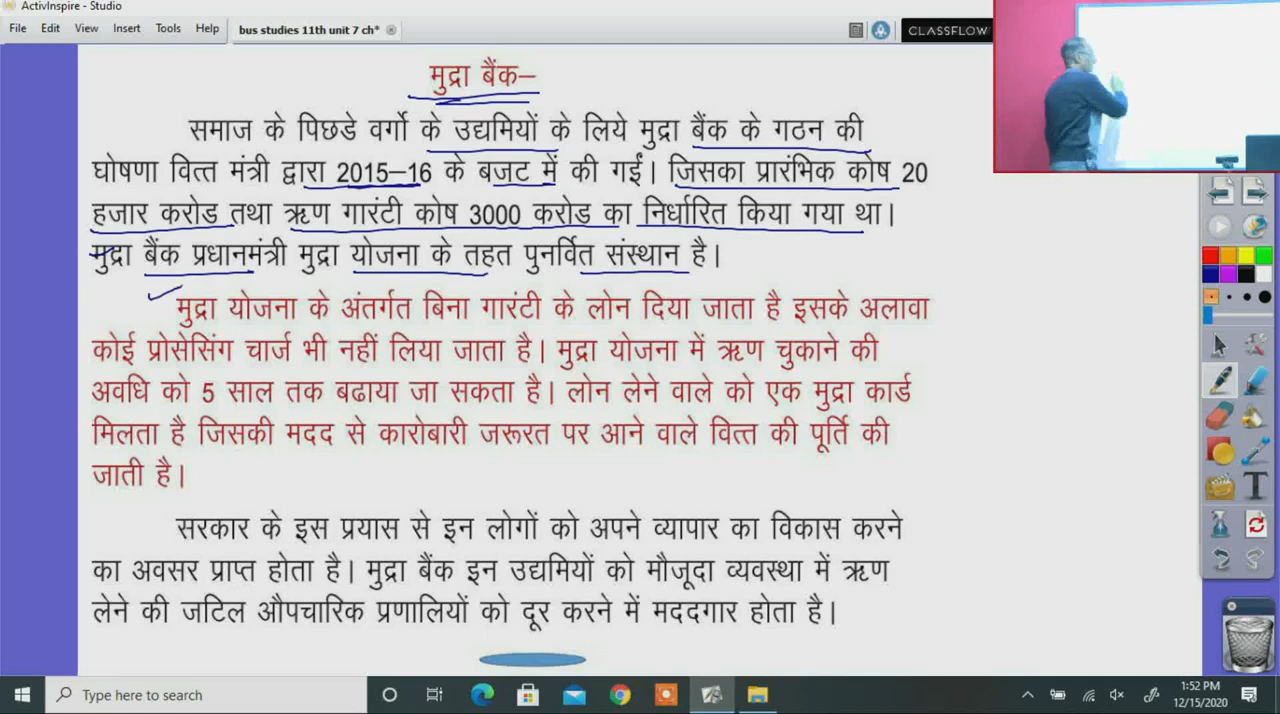 ActivInspire - Studio
File Edit View Insert Tools Help bus studies 11th unit 7 ch* CLASSFLOW
मुद्रा बैंक–
समाज के पिछडे वर्गो के उद्यमियों के लिये मुद्रा बैंक के गठन की
घोषणा वित्त मंत्री द्वारा 2015–16 के बजट में की गईं। जिसका प्रारंभिक कोष 20
हजार करोड तथा ऋण गारंटी कोष 3000 करोड का निर्धारित किया गया था।
मुद्रा बैंक प्रधानमंत्री मुद्रा योजना के तहत पुनर्वित संस्थान है।
मुद्रा योजना के अंतर्गत बिना गारंटी के लोन दिया जाता है इसके अलावा
कोई प्रोसेसिंग चार्ज भी नहीं लिया जाता है। मुद्रा योजना में ऋण चुकाने की
अवधि को 5 साल तक बढाया जा सकता है। लोन लेने वाले को एक मुद्रा कार्ड
मिलता है जिसकी मदद से कारोबारी जरूरत पर आने वाले वित्त की पूर्ति की
जाती है।
सरकार के इस प्रयास से इन लोगों को अपने व्यापार का विकास करने
का अवसर प्राप्त होता है। मुद्रा बैंक इन उद्यमियों को मौजूदा व्यवस्था में ऋण
लेने की जटिल औपचारिक प्रणालियों को दूर करने में मददगार होता है।
Type here to search
1:52 PM
12/15/2020